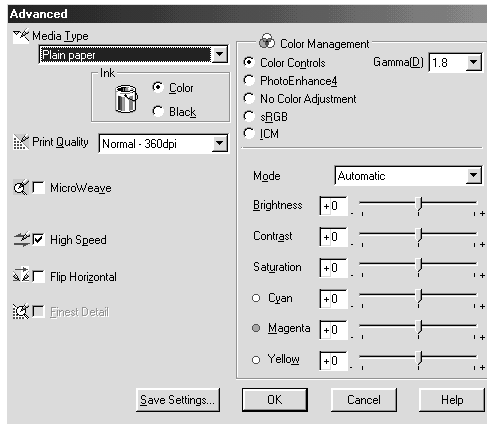 Advanced
Media Type
Plain paper
Ink
Color
Black
Print Quality
Normal - 360dpi
MicroWeave
High Speed
Flip Horizontal
Finest Detail
Color Management
Color Controls
Gamma(D)
1.8
PhotoEnhance4
No Color Adjustment
sRGB
ICM
Mode
Automatic
Brightness +0 - +
Contrast +0 - +
Saturation +0 - +
Cyan +0 - +
Magenta +0 - +
Yellow +0 - +
Save Settings...
OK
Cancel
Help